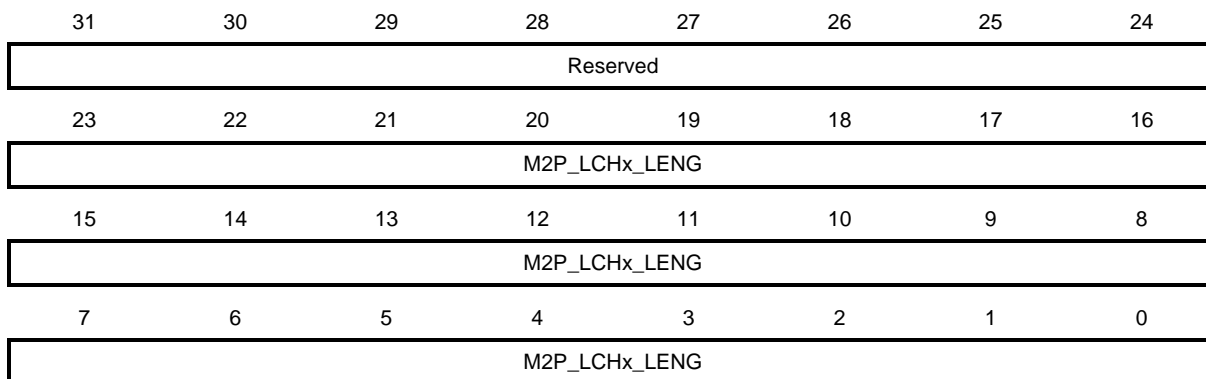 31 30 29 28 27 26 25 24
Reserved
23 22 21 20 19 18 17 16
M2P_LCHx_LENG
15 14 13 12 11 10 9 8
M2P_LCHx_LENG
7 6 5 4 3 2 1 0
M2P_LCHx_LENG